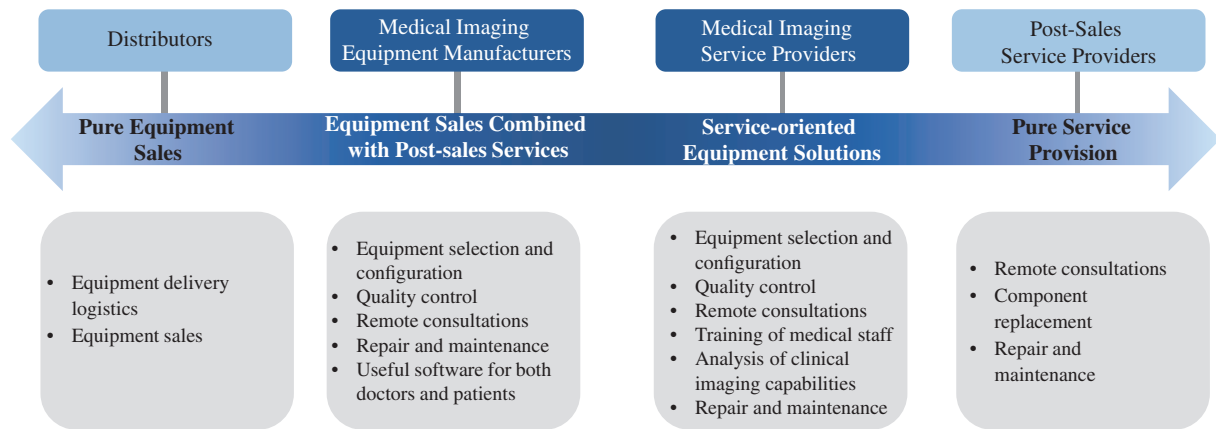 Distributors
Medical Imaging
Equipment Manufacturers
Medical Imaging
Service Providers
Post-Sales
Service Providers
Pure Equipment
Sales
Equipment Sales Combined
with Post-sales Services
Service-oriented
Equipment Solutions
Pure Service
Provision
• Equipment delivery
logistics
• Equipment sales
• Equipment selection and
configuration
• Quality control
• Remote consultations
• Repair and maintenance
• Useful software for both
doctors and patients
• Equipment selection and
configuration
• Quality control
• Remote consultations
• Training of medical staff
• Analysis of clinical
imaging capabilities
• Repair and maintenance
• Remote consultations
• Component
replacement
• Repair and
maintenance